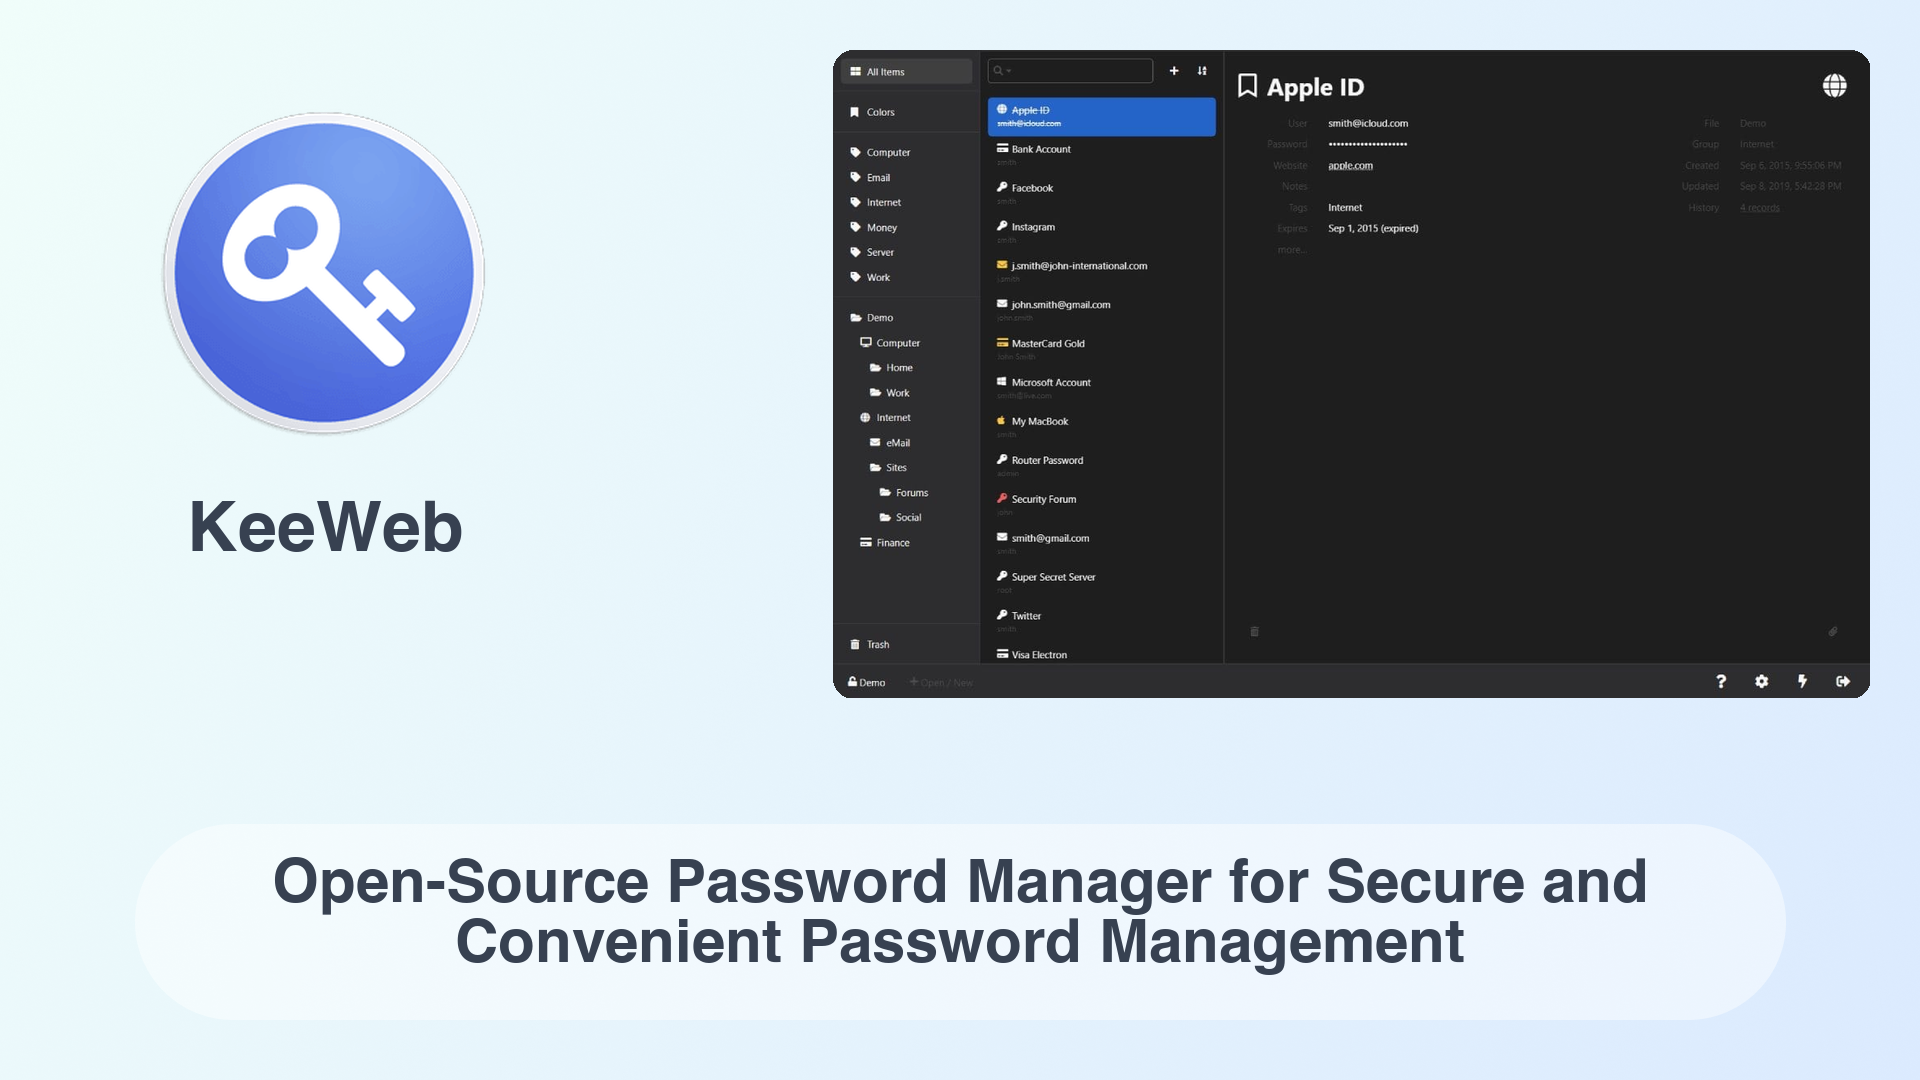 KeeWeb
All Items
Colors
Computer
Email
Internet
Money
Server
Work
Demo
Computer
Home
Work
Internet
eMail
Sites
Forums
Social
Finance
Trash
Demo
+ Open / New
Apple ID
smith@icloud.com
Bank Account
smith
Facebook
smith
Instagram
smith
j.smith@john-international.com
j.smith
john.smith@gmail.com
john.smith
MasterCard Gold
John Smith
Microsoft Account
smith@live.com
My MacBook
smith
Router Password
admin
Security Forum
john
smith@gmail.com
smith
Super Secret Server
root
Twitter
smith
Visa Electron
Apple ID
User smith@icloud.com
Password ••••••••••••••••••••
Website apple.com
Notes
Tags Internet
Expires Sep 1, 2015 (expired)
more...
File Demo
Group Internet
Created Sep 6, 2015, 9:55:06 PM
Updated Sep 8, 2019, 5:42:28 PM
History 4 records
Open-Source Password Manager for Secure and
Convenient Password Management